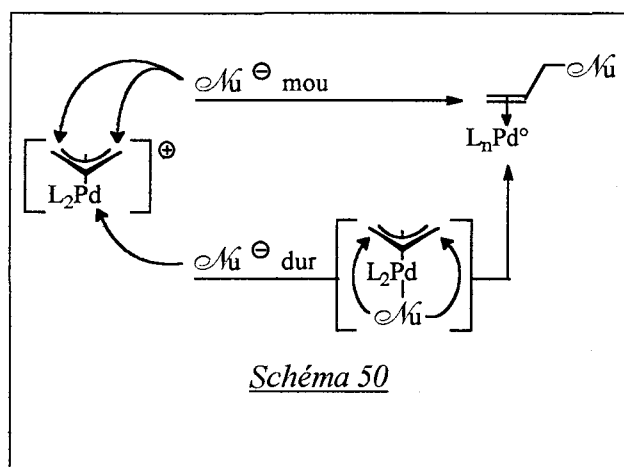 Nu ⊖ mou
Nu
LₙPd°
⊕
L₂Pd
Nu ⊖ dur
L₂Pd
Nu
Schéma 50